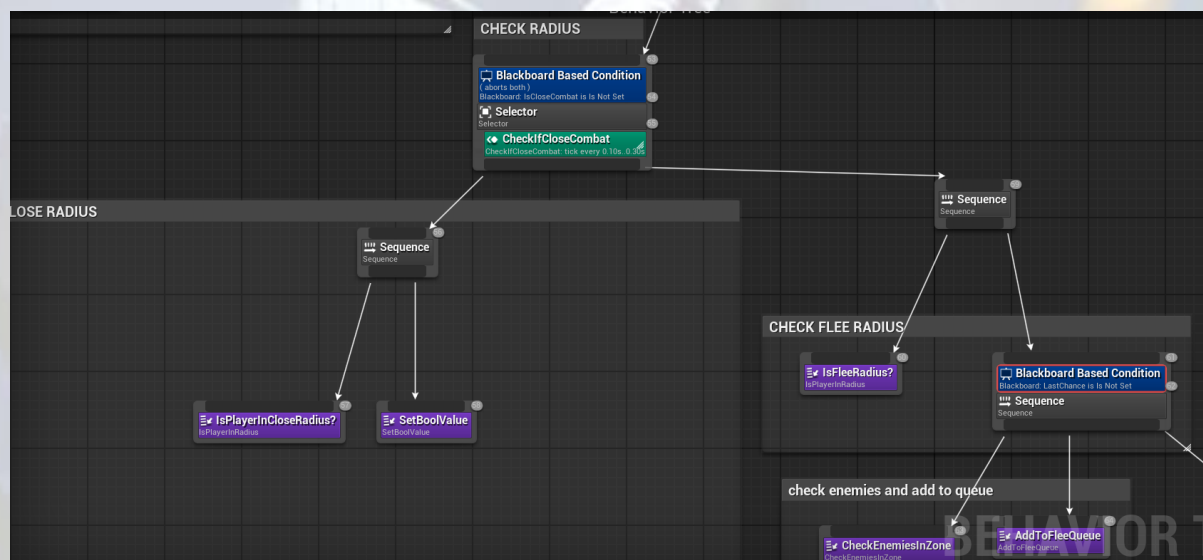 Behavior Tree
CHECK RADIUS
Blackboard Based Condition
( aborts both )
Blackboard: IsCloseCombat is Is Not Set
Selector
Selector
CheckIfCloseCombat
CheckIfCloseCombat: tick every 0.10s..0.30s
LOSE RADIUS
Sequence
Sequence
Sequence
Sequence
CHECK FLEE RADIUS
IsFleeRadius?
IsPlayerInRadius
Blackboard Based Condition
Blackboard: LastChance is Is Not Set
Sequence
Sequence
IsPlayerInCloseRadius?
IsPlayerInRadius
SetBoolValue
SetBoolValue
check enemies and add to queue
BEHAVIOR T
CheckEnemiesInZone
CheckEnemiesInZone
AddToFleeQueue
AddToFleeQueue